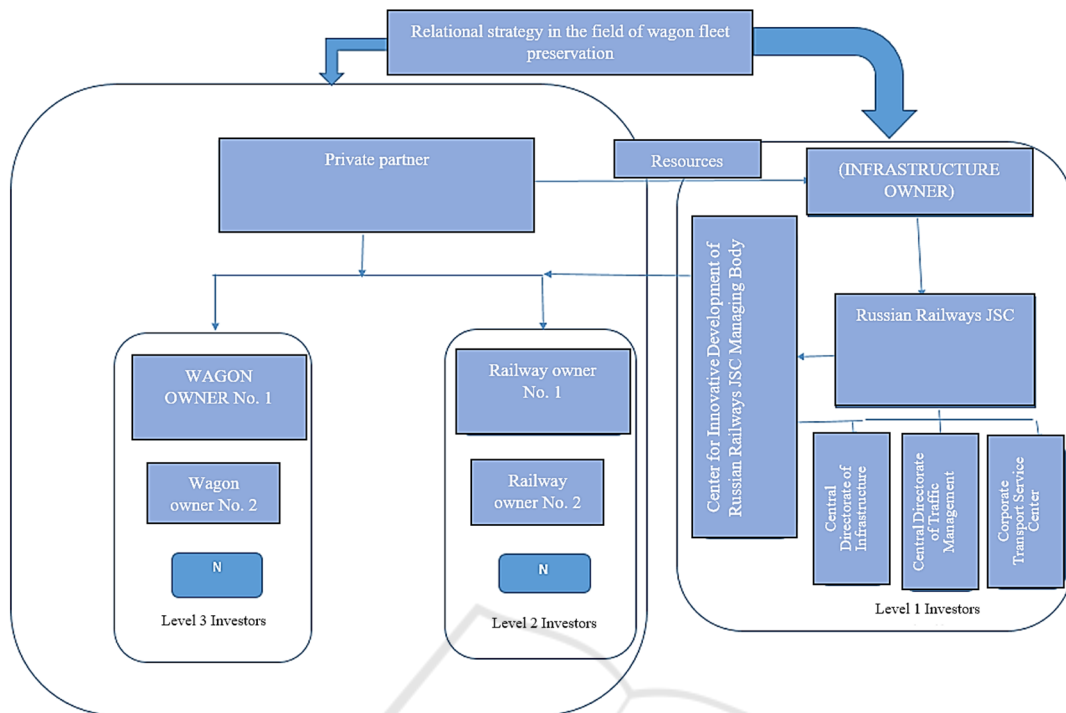 Relational strategy in the field of wagon fleet
preservation
Private partner
Resources
(INFRASTRUCTURE
OWNER)
Center for Innovative Development of
Russian Railways JSC Managing Body
Russian Railways JSC
WAGON
OWNER No. 1
Railway owner
No. 1
Wagon
owner No. 2
Railway
owner No. 2
N
N
Level 3 Investors
Level 2 Investors
Central
Directorate of
Infrastructure
Central Directorate
of Traffic
Management
Corporate
Transport Service
Center
Level 1 Investors